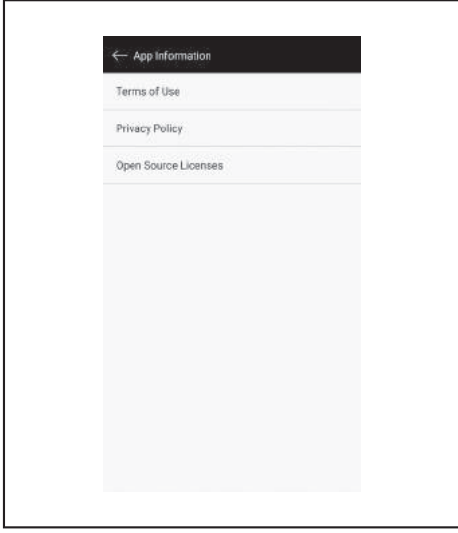 ← App Information
Terms of Use
Privacy Policy
Open Source Licenses